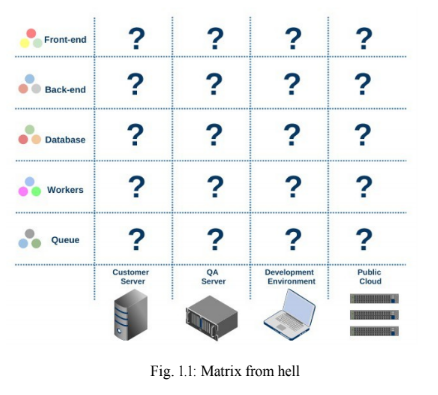 Front-end ? ? ? ?
Back-end ? ? ? ?
Database ? ? ? ?
Workers ? ? ? ?
Queue ? ? ? ?
Customer Server
QA Server
Development Environment
Public Cloud
Fig. 1.1: Matrix from hell